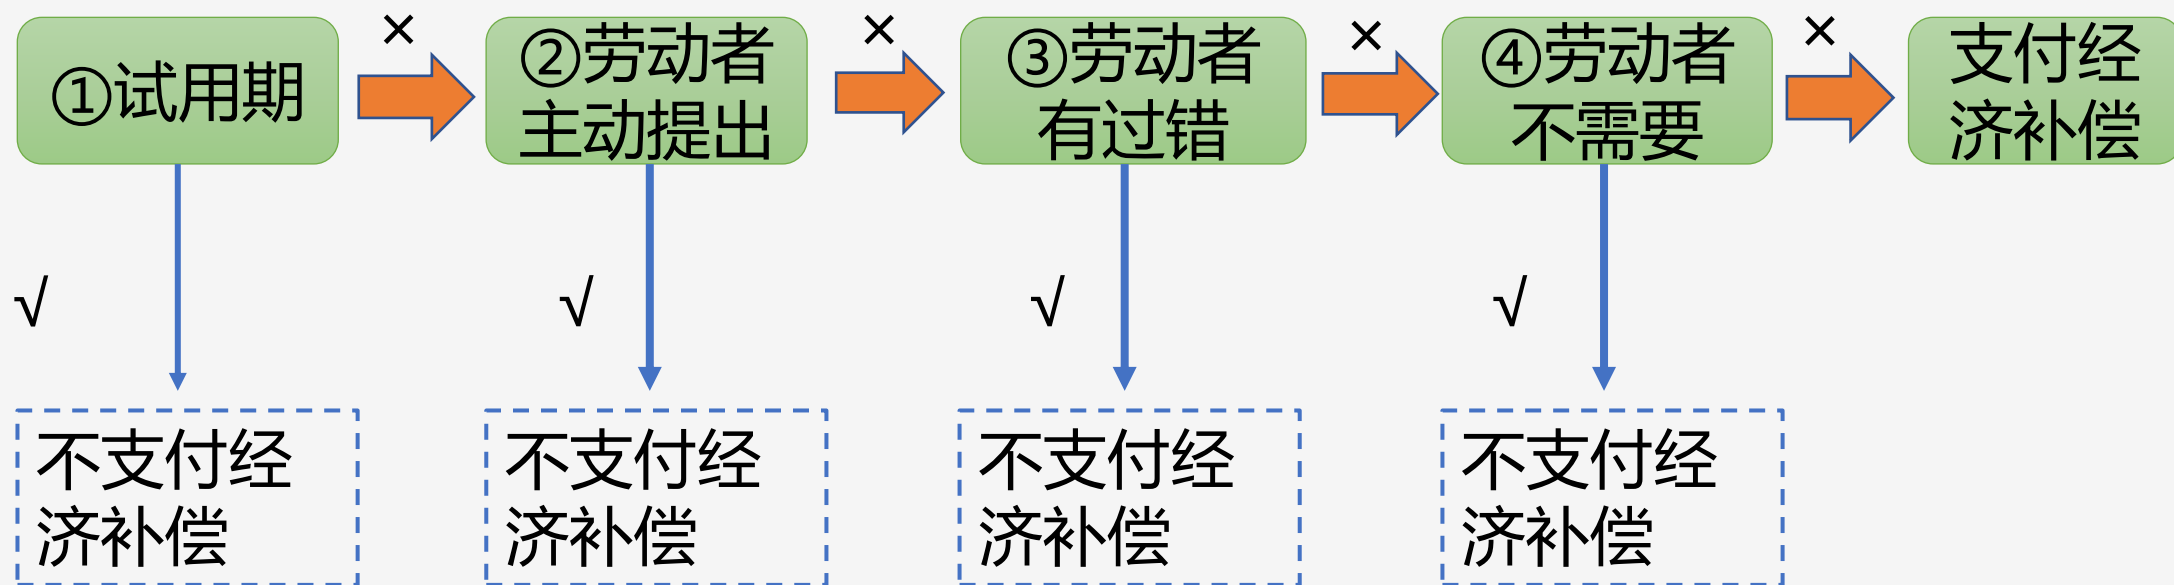 ×
×
×
×
①试用期
②劳动者
主动提出
③劳动者
有过错
④劳动者
不需要
支付经
济补偿
√
√
√
√
不支付经
济补偿
不支付经
济补偿
不支付经
济补偿
不支付经
济补偿